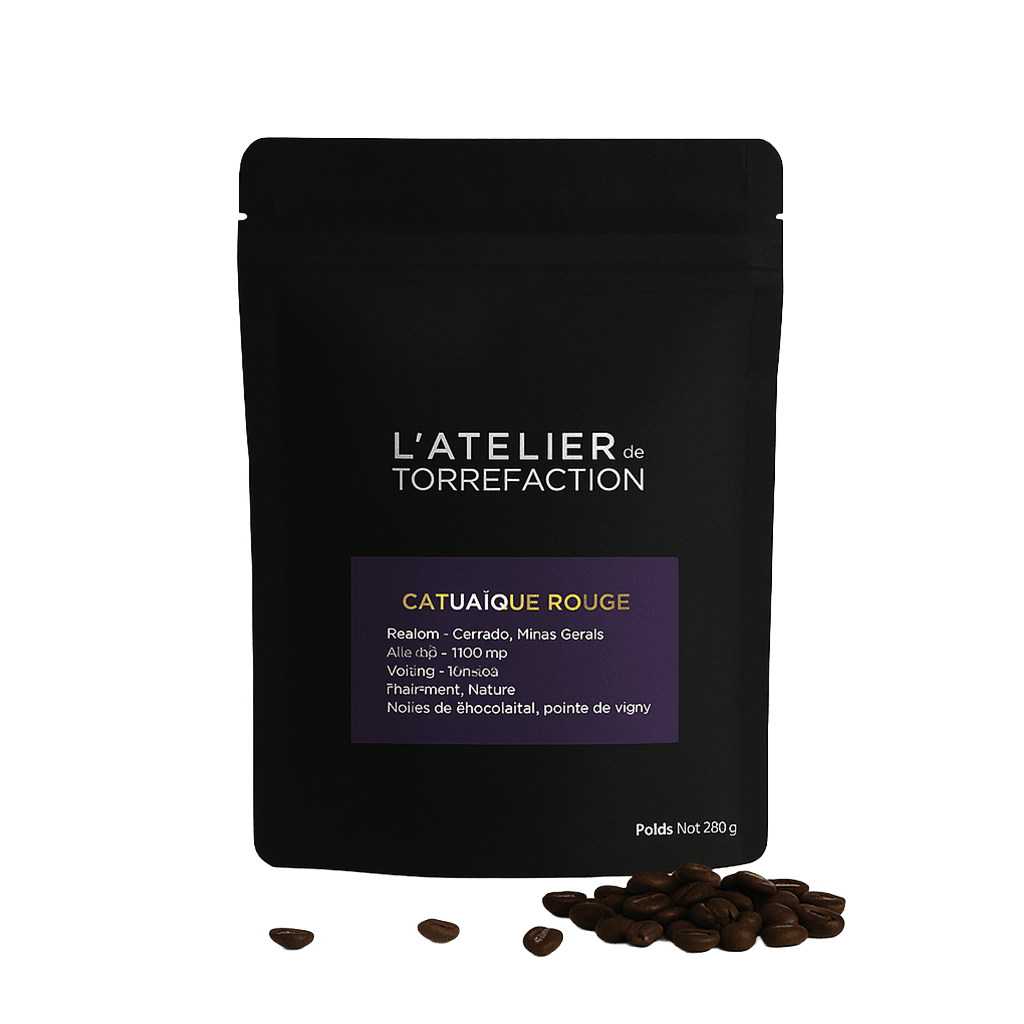 L'ATELIER de
TORREFACTION
CATUAÏQUE ROUGE
Realom - Cerrado, Minas Gerals
Alle - 1100 mp
Voiting -
Nature
Noiies de ëhocolaital, pointe de vigny
Polds Not 280 g